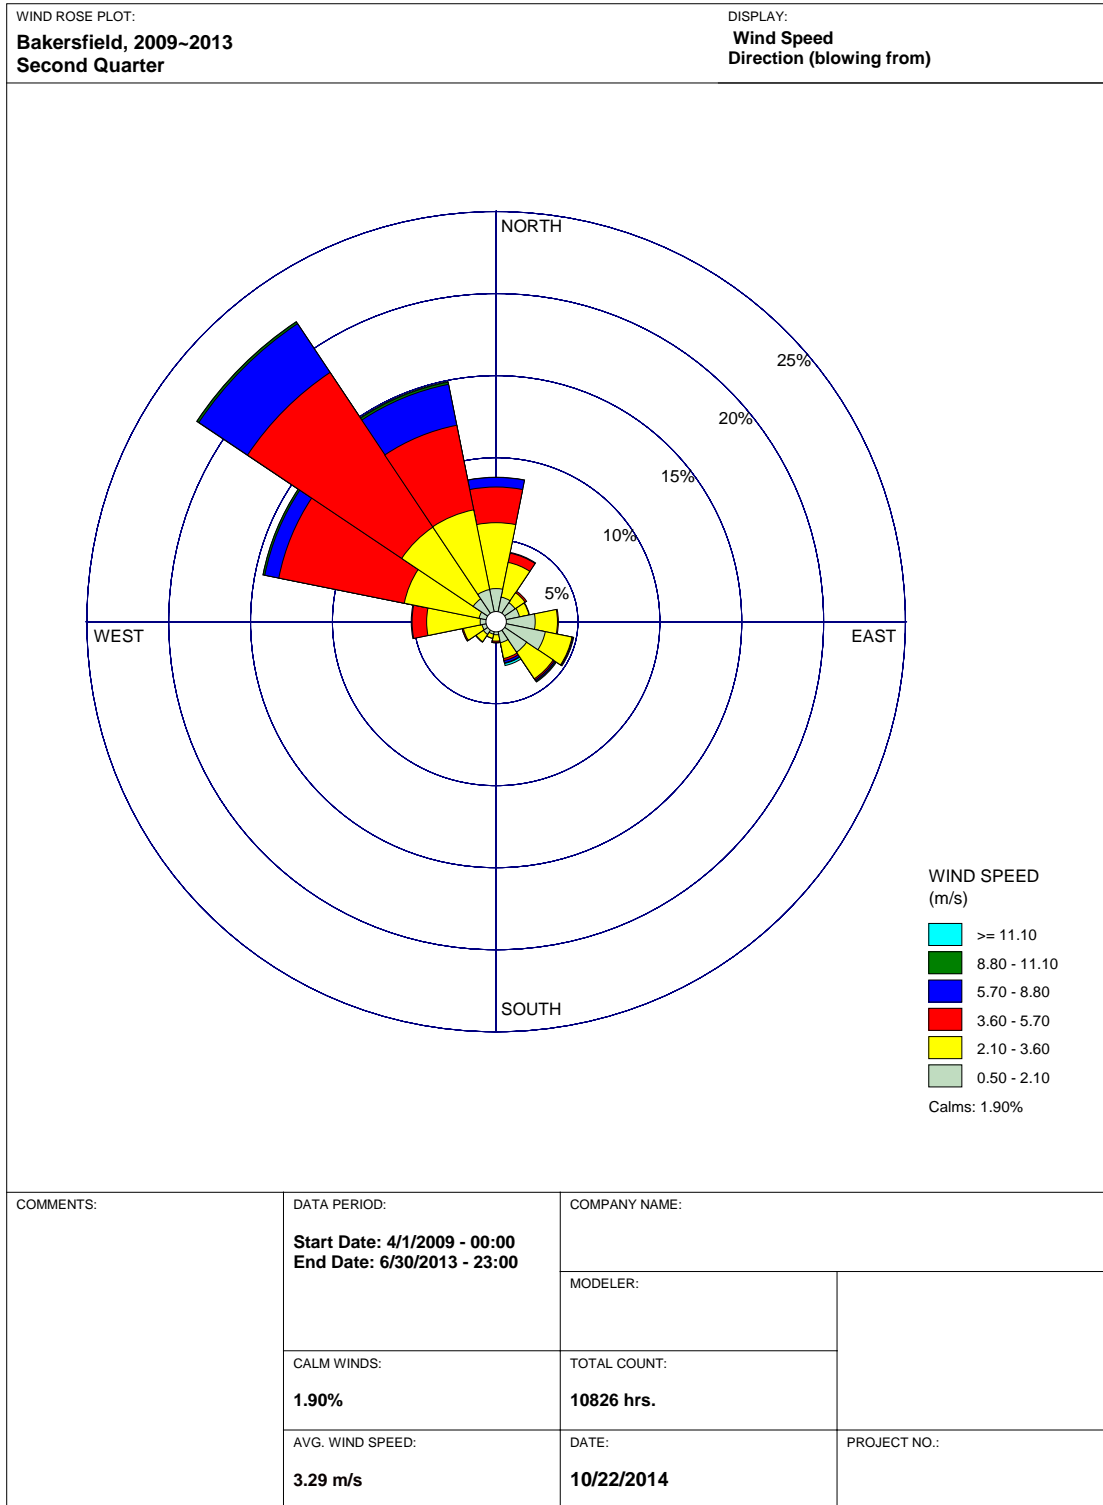 WIND ROSE PLOT:
Bakersfield, 2009~2013
Second Quarter
DISPLAY:
Wind Speed
Direction (blowing from)
NORTH
25%
20%
15%
10%
5%
WEST
EAST
SOUTH
WIND SPEED
(m/s)
>= 11.10
8.80 - 11.10
5.70 - 8.80
3.60 - 5.70
2.10 - 3.60
0.50 - 2.10
Calms: 1.90%
COMMENTS:
DATA PERIOD:
Start Date: 4/1/2009 - 00:00
End Date: 6/30/2013 - 23:00
COMPANY NAME:
MODELER:
CALM WINDS:
1.90%
TOTAL COUNT:
10826 hrs.
AVG. WIND SPEED:
3.29 m/s
DATE:
10/22/2014
PROJECT NO.: